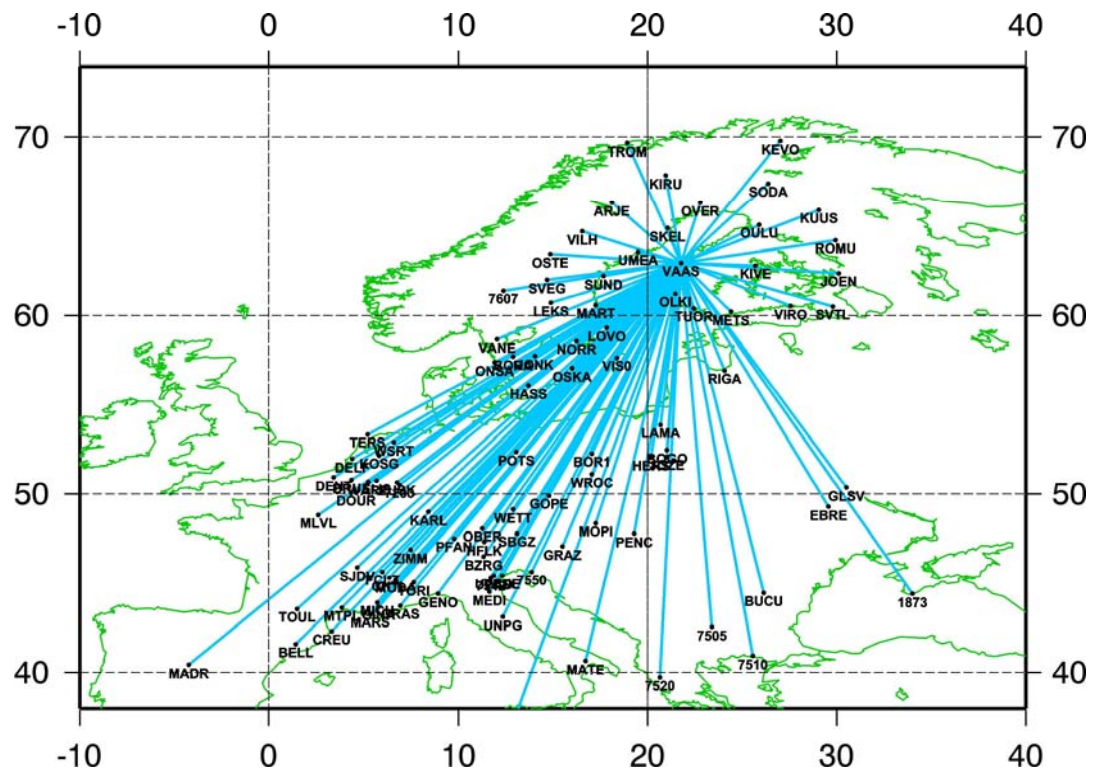 -10 0 10 20 30 40
70 70
TROM KEVO
KIRU
SODA
ARJE OVER
KUUS
SKEL OULU
VILH
ROMU
UMEA
OSTE
VAAS KIVE
JOEN
SVEG SUND
7607
OLKI
LEKS MART
TUOR METS VIRO SVTL
60 60
LOVO
VANE NORR
ONSA
VIS0
OSKA
RIGA
HASS
TERS LAMA
WSRT
DELF KOSG POTS BOR1
WROC
50 50
DOUR
GLSV
GOPE
EBRE
MLVL KARL WETT
MOPI
OBER SBGZ
PENC
PFAN HFLK
GRAZ
ZIMM
BZRG
SJDV
7550
TORI
MEDI
GENO
BUCU
1873
TOUL MTPL
MARS
UNPG
CREU
7505
BELL
MATE
7510
40 40
MADR
7520
-10 0 10 20 30 40